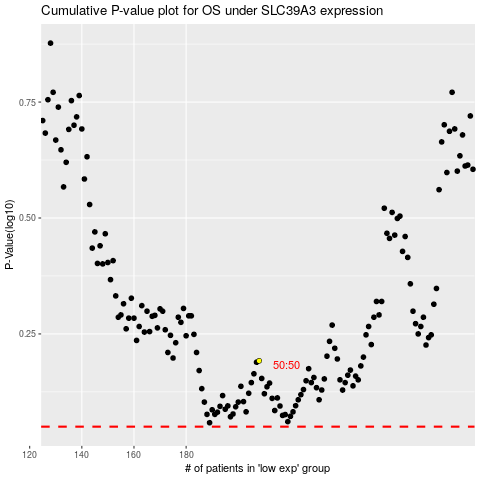 Cumulative P-value plot for OS under SLC39A3 expression
P-Value(log10)
0.75
0.50
0.25
50:50
120 140 160 180
# of patients in 'low exp' group